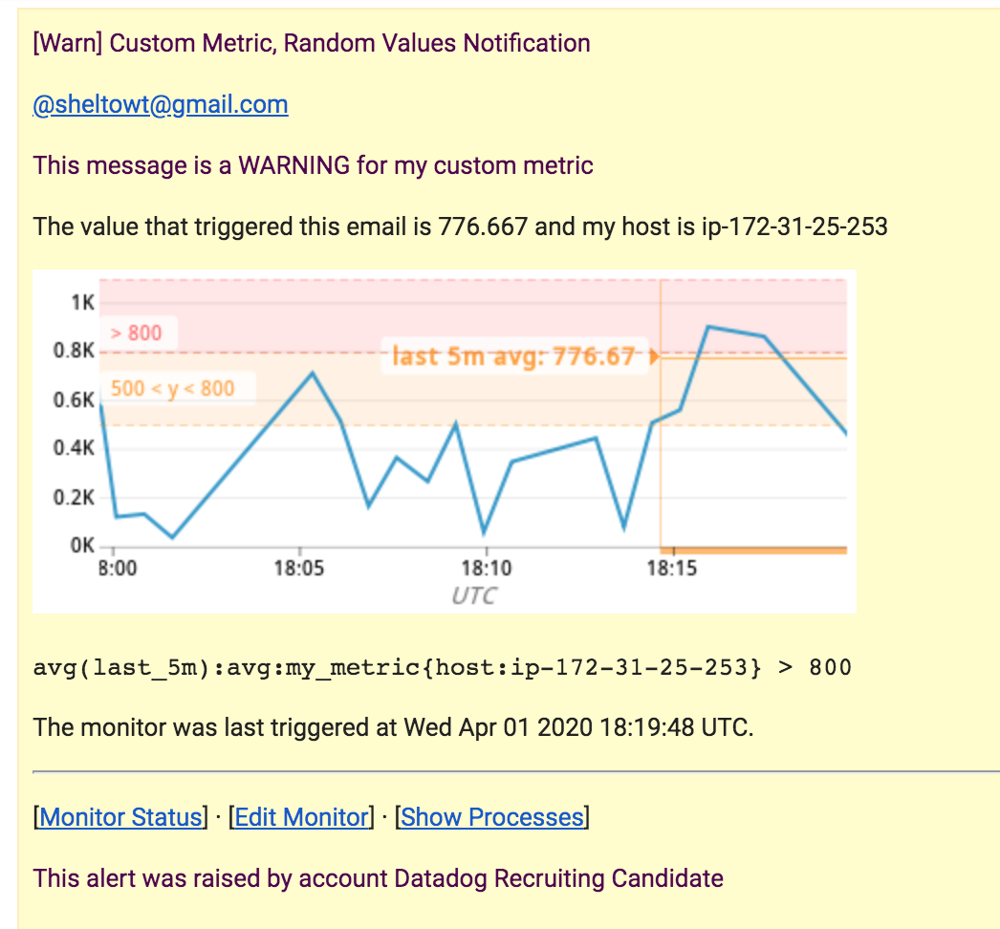 [Warn] Custom Metric, Random Values Notification
@sheltowt@gmail.com
This message is a WARNING for my custom metric
The value that triggered this email is 776.667 and my host is ip-172-31-25-253
1K
> 800
0.8K
last 5m avg: 776.67
500 < y < 800
0.6K
0.4K
0.2K
0K
8:00 18:05 18:10 18:15
UTC
avg(last_5m):avg:my_metric{host:ip-172-31-25-253} > 800
The monitor was last triggered at Wed Apr 01 2020 18:19:48 UTC.
[Monitor Status] · [Edit Monitor] · [Show Processes]
This alert was raised by account Datadog Recruiting Candidate